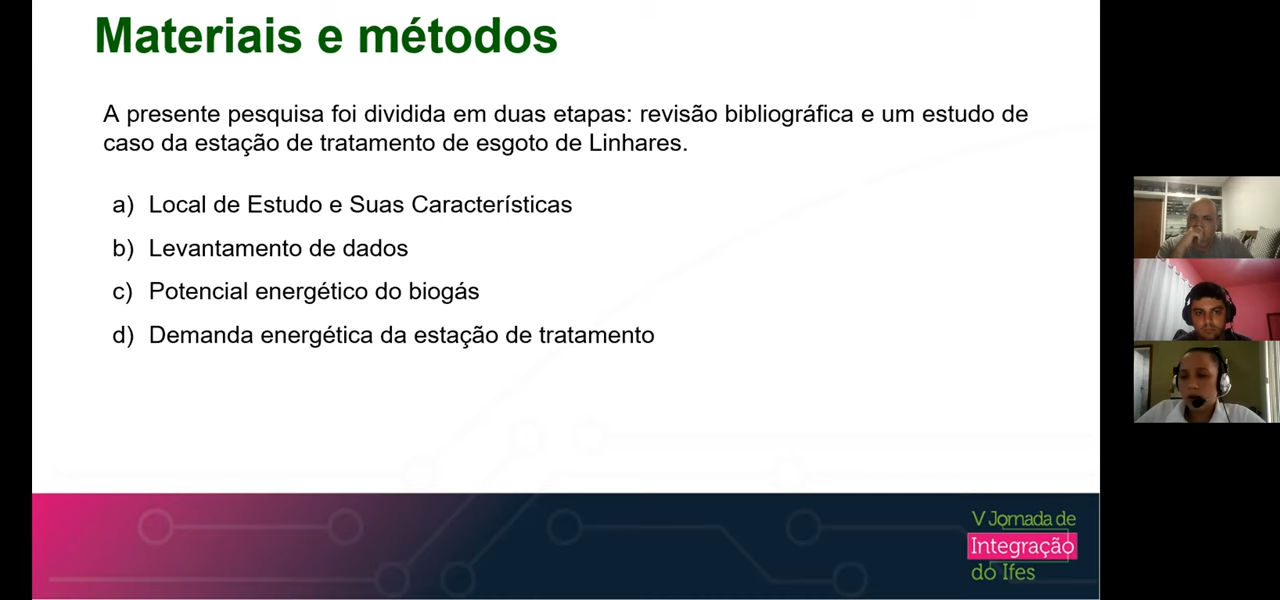 Materiais e métodos
A presente pesquisa foi dividida em duas etapas: revisão bibliográfica e um estudo de
caso da estação de tratamento de esgoto de Linhares.
a) Local de Estudo e Suas Características
b) Levantamento de dados
c) Potencial energético do biogás
d) Demanda energética da estação de tratamento
V Jornada de
Integração
do Ifes